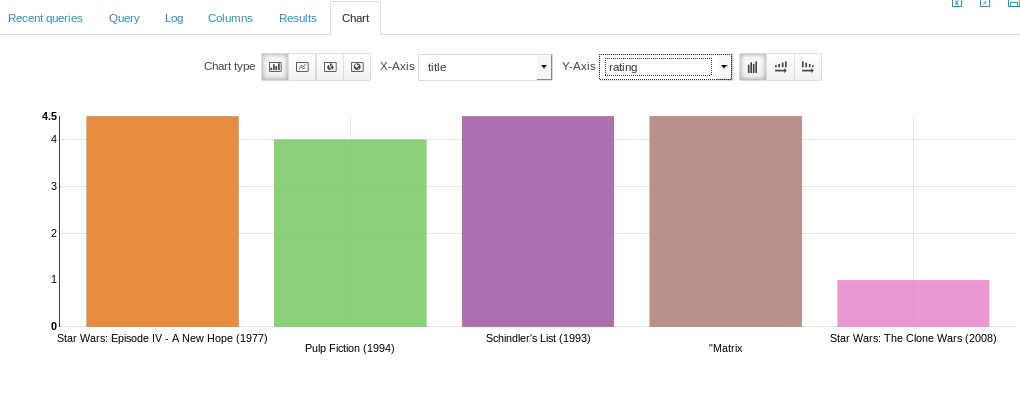 Recent queries Query Log Columns Results Chart
Chart type X-Axis title Y-Axis rating
4.5
4
3
2
1
0
Star Wars: Episode IV - A New Hope (1977) Pulp Fiction (1994) Schindler's List (1993) "Matrix Star Wars: The Clone Wars (2008)